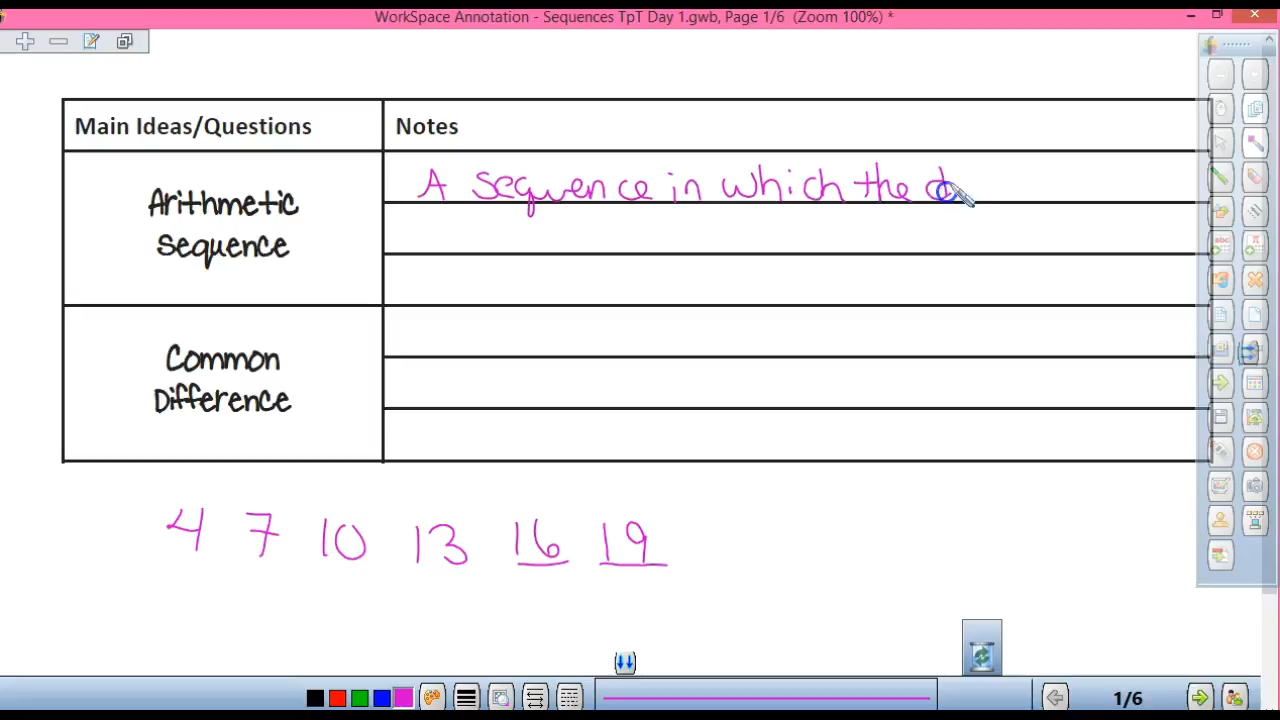 WorkSpace Annotation - Sequences TpT Day 1.gwb, Page 1/6 (Zoom 100%) *
Main Ideas/Questions
Notes
Arithmetic
Sequence
A sequence in which the d
Common
Difference
4 7 10 13 16 19
abc
π
1/6